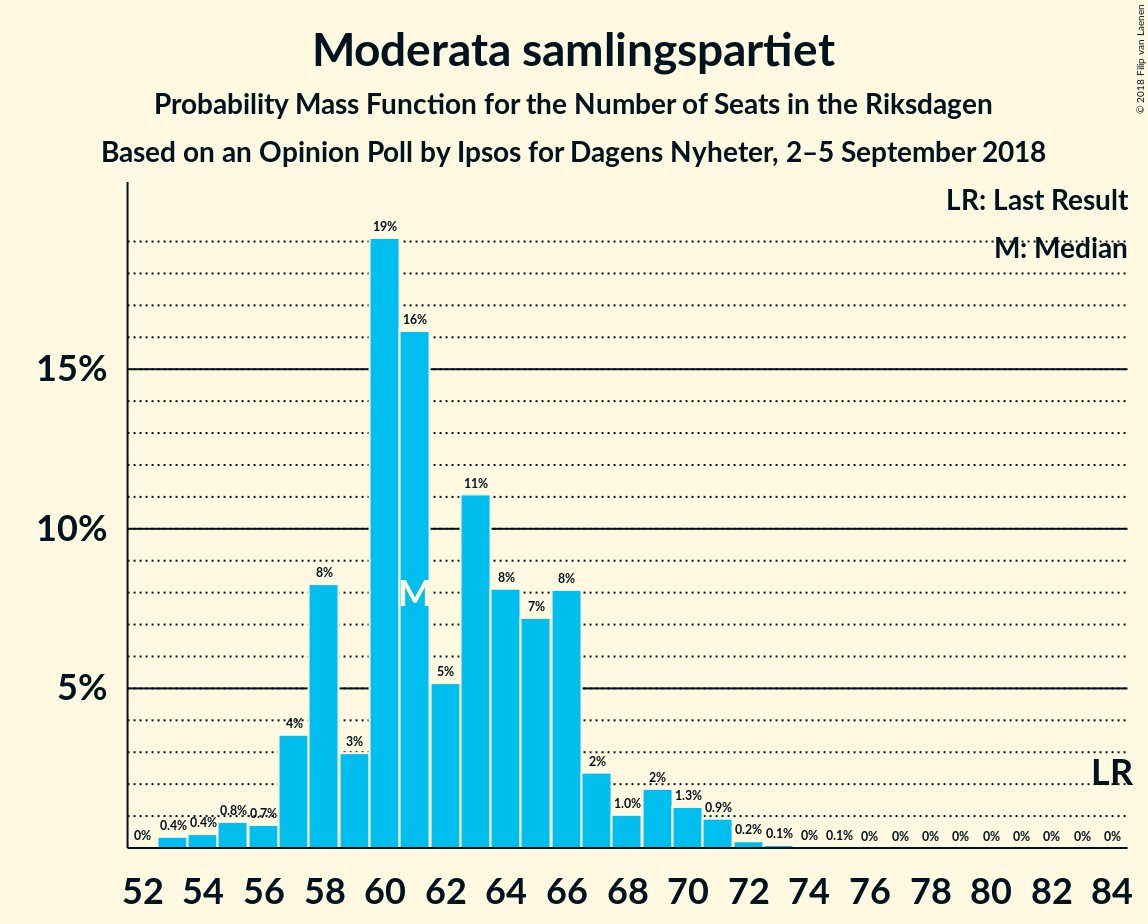 Moderata samlingspartiet
Probability Mass Function for the Number of Seats in the Riksdagen
Based on an Opinion Poll by Ipsos for Dagens Nyheter, 2–5 September 2018
© 2018 Filip van Laenen
LR: Last Result
M: Median
15%
10%
5%
0% 0.4% 0.4% 0.8% 0.7% 4% 8% 3% 19% 16% 5% 11% 8% 7% 8% 2% 1.0% 2% 1.3% 0.9% 0.2% 0.1% 0% 0.1% 0% 0% 0% 0% 0% 0% 0% 0% 0%
M
LR
52 54 56 58 60 62 64 66 68 70 72 74 76 78 80 82 84